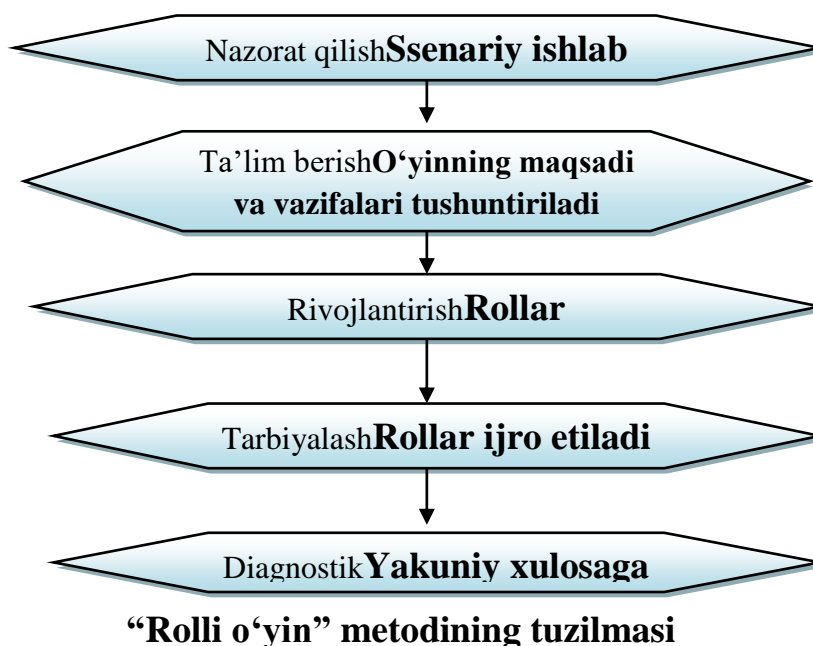 Nazorat qilishSsenariy ishlab
Ta’lim berishO‘yinning maqsadi
va vazifalari tushuntiriladi
RivojlantirishRollar
TarbiyalashRollar ijro etiladi
DiagnostikYakuniy xulosaga
“Rolli o‘yin” metodining tuzilmasi